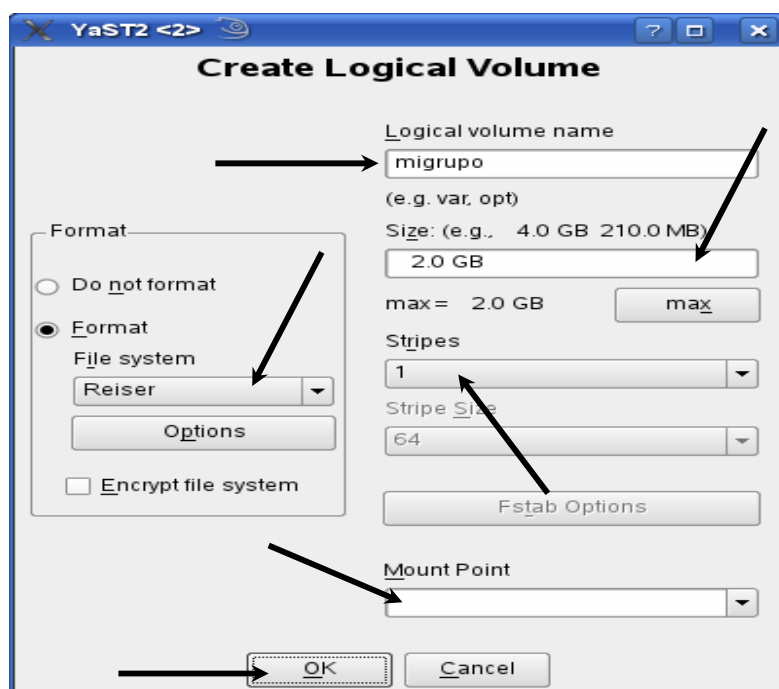 YaST2 <2>
Create Logical Volume
Logical volume name
migrupo
(e.g. var, opt)
Size: (e.g., 4.0 GB 210.0 MB)
2.0 GB
max = 2.0 GB
max
Stripes
1
Stripe Size
64
Fstab Options
Mount Point
Format
Do not format
Format
File system
Reiser
Options
Encrypt file system
OK
Cancel